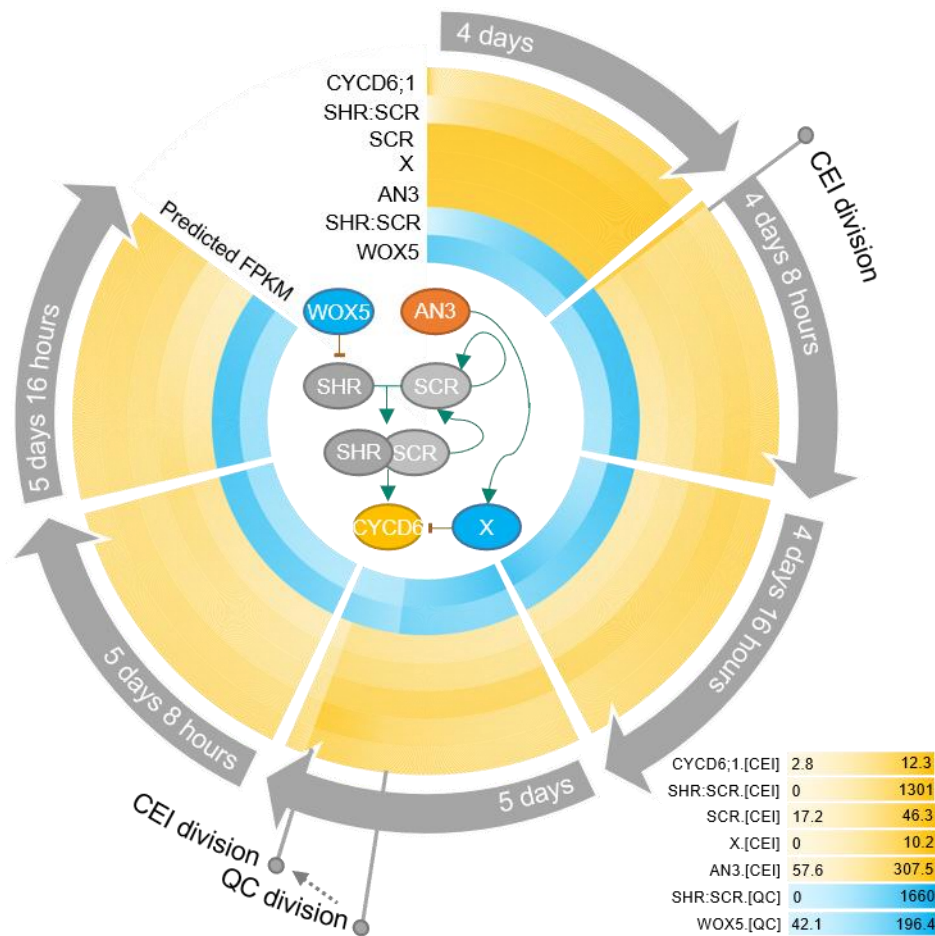 4 days
CYCD6;1
SHR:SCR
SCR
X
AN3
SHR:SCR
WOX5
Predicted FPKM
CEI division
4 days 8 hours
4 days 16 hours
5 days
5 days 8 hours
5 days 16 hours
CEI division
QC division
WOX5
AN3
SHR
SCR
SHR
SCR
CYCD6
X
CYCD6;1.[CEI] 2.8 12.3
SHR:SCR.[CEI] 0 1301
SCR.[CEI] 17.2 46.3
X.[CEI] 0 10.2
AN3.[CEI] 57.6 307.5
SHR:SCR.[QC] 0 1660
WOX5.[QC] 42.1 196.4